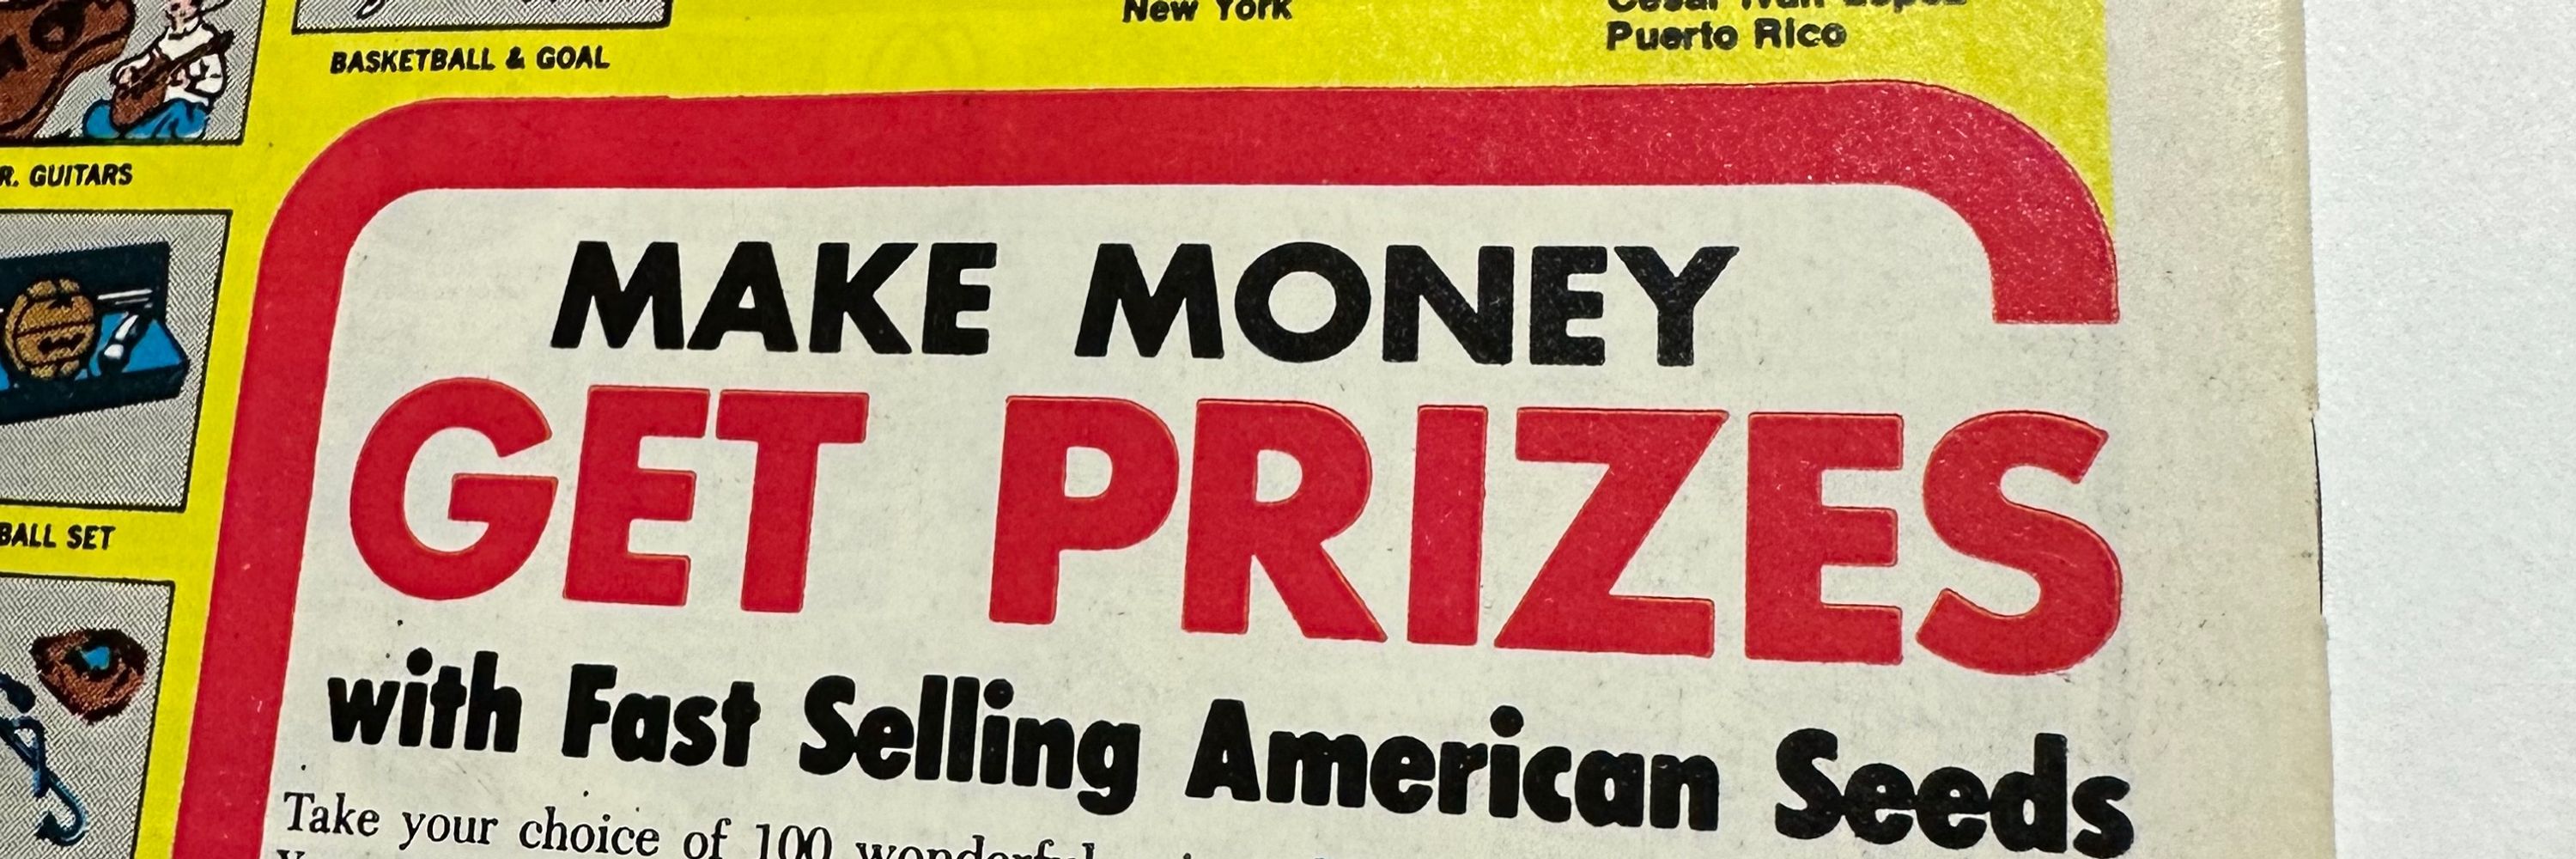 New York
Puerto Rico
BASKETBALL & GOAL
R. GUITARS
BALL SET
MAKE MONEY
GET PRIZES
with Fast Selling American Seeds
Take your choice of 100 wonderful